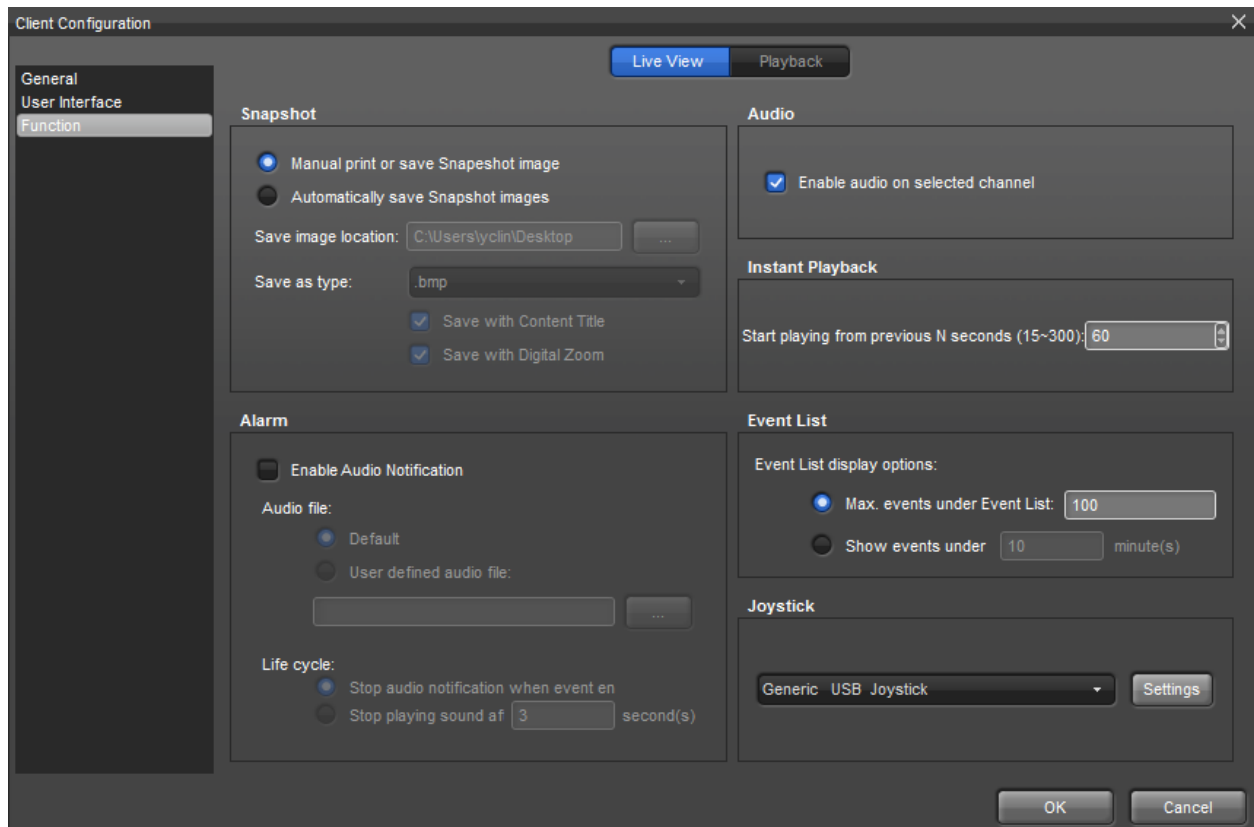 Client Configuration
General
User Interface
Function
Live View
Playback
Snapshot
Manual print or save Snapeshot image
Automatically save Snapshot images
Save image location: C:\Users\yclin\Desktop ...
Save as type: .bmp
Save with Content Title
Save with Digital Zoom
Alarm
Enable Audio Notification
Audio file:
Default
User defined audio file:
...
Life cycle:
Stop audio notification when event en
Stop playing sound af 3 second(s)
Audio
Enable audio on selected channel
Instant Playback
Start playing from previous N seconds (15~300): 60
Event List
Event List display options:
Max. events under Event List: 100
Show events under 10 minute(s)
Joystick
Generic USB Joystick Settings
OK Cancel